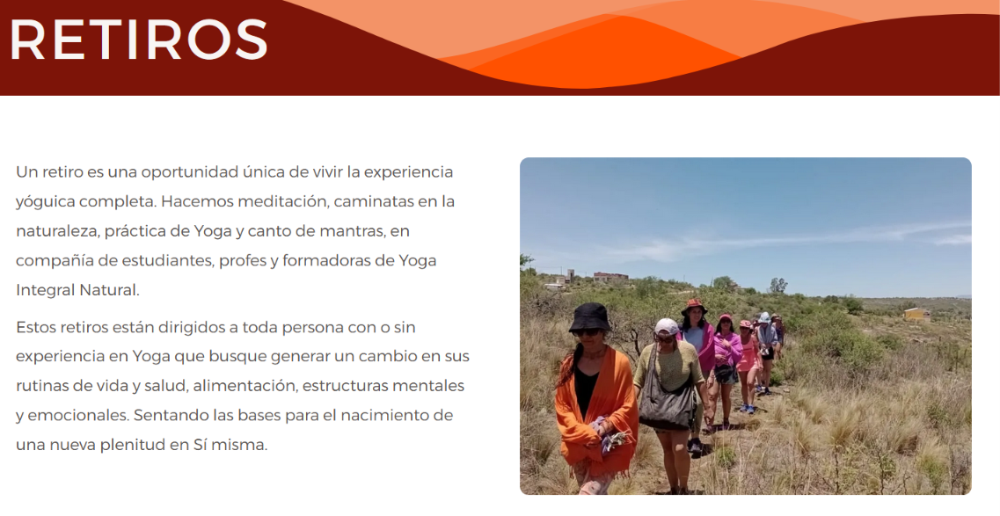 RETIROS
Un retiro es una oportunidad única de vivir la experiencia
yóguica completa. Hacemos meditación, caminatas en la
naturaleza, práctica de Yoga y canto de mantras, en
compañía de estudiantes, profes y formadoras de Yoga
Integral Natural.
Estos retiros están dirigidos a toda persona con o sin
experiencia en Yoga que busque generar un cambio en sus
rutinas de vida y salud, alimentación, estructuras mentales
y emocionales. Sentando las bases para el nacimiento de
una nueva plenitud en Sí misma.